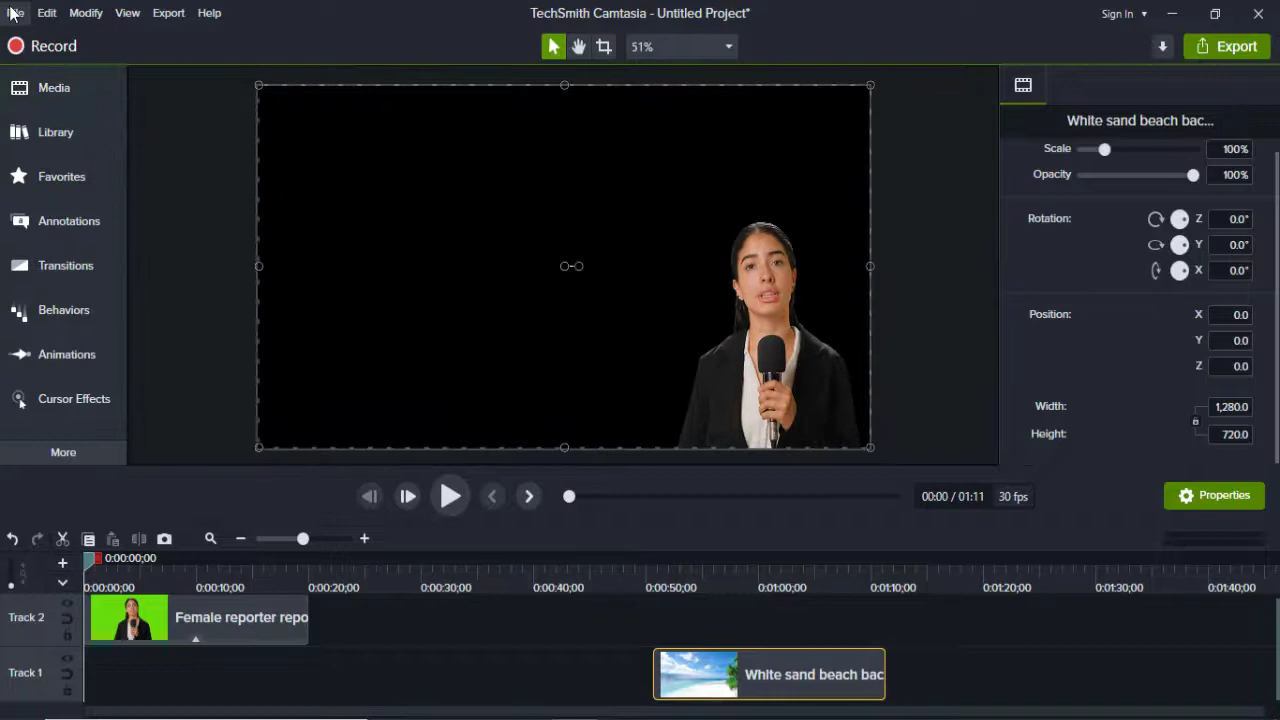 File Edit Modify View Export Help TechSmith Camtasia - Untitled Project* Sign In
Record 51% Export
Media
Library
Favorites
Annotations
Transitions
Behaviors
Animations
Cursor Effects
More
White sand beach bac...
Scale 100%
Opacity 100%
Rotation: Z 0.0°
Y 0.0°
X 0.0°
Position: X 0.0
Y 0.0
Z 0.0
Width: 1,280.0
Height: 720.0
00:00 / 01:11 30 fps Properties
0:00:00;00
0:00:00;00 0:00:10;00 0:00:20;00 0:00:30;00 0:00:40;00 0:00:50;00 0:01:00;00 0:01:10;00 0:01:20;00 0:01:30;00 0:01:40;00
Track 2 Female reporter repo
Track 1 White sand beach bac